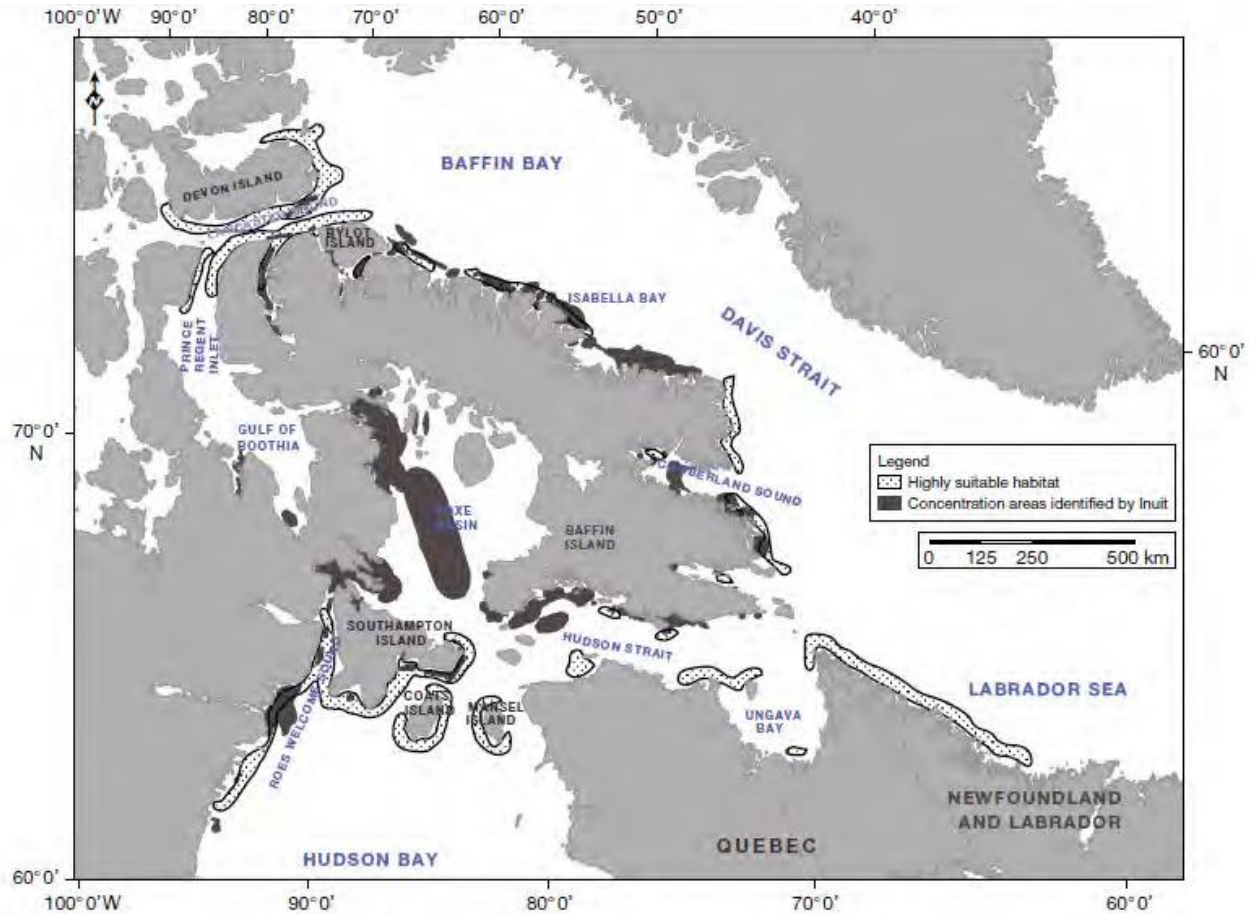 100°0'W 90°0' 80°0' 70°0' 60°0' 50°0' 40°0'
N
BAFFIN BAY
DEVON ISLAND
BYLOT
ISLAND
ISABELLA BAY
DAVIS STRAIT
PRINCE
REGENT
INLET
60°0'
N
70°0'
N
GULF OF
BOOTHIA
CUMBERLAND SOUND
Legend
Highly suitable habitat
Concentration areas identified by Inuit
0 125 250 500 km
BAFFIN
ISLAND
SOUTHAMPTON
ISLAND
HUDSON STRAIT
ROES WELCOME SOUND
COATS
ISLAND
MANSEL
ISLAND
LABRADOR SEA
UNGAVA
BAY
NEWFOUNDLAND
AND LABRADOR
QUEBEC
HUDSON BAY
60°0'
100°0'W 90°0' 80°0' 70°0' 60°0'